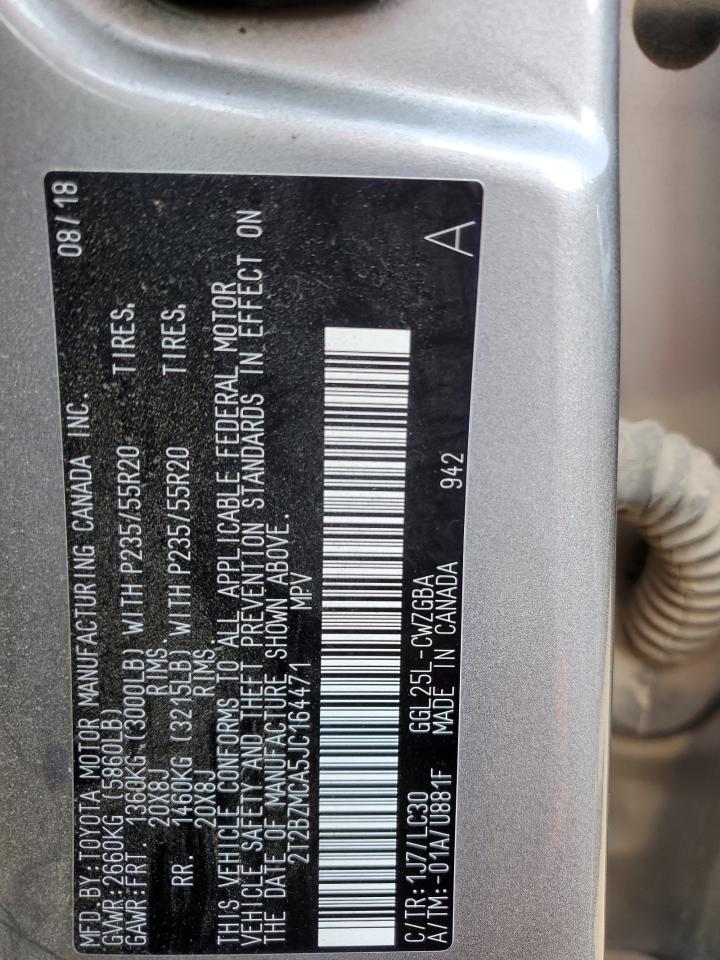 MFD.BY:TOYOTA MOTOR MANUFACTURING CANADA INC. 08/18
GVWR:2660KG (5860LB)
GAWR:FRT. 1360KG (3000LB) WITH P235/55R20 TIRES,
20X8J RIMS.
RR. 1460KG (3215LB) WITH P235/55R20 TIRES,
20X8J RIMS
THIS VEHICLE CONFORMS TO ALL APPLICABLE FEDERAL MOTOR
VEHICLE SAFETY AND THEFT PREVENTION STANDARDS IN EFFECT ON
THE DATE OF MANUFACTURE SHOWN ABOVE.
2T2BZMCA5JC164471 MPV
C/TR:1J7/LC30 GGL25L-CWZGBA
A/TM:-01A/U881F MADE IN CANADA 942 A